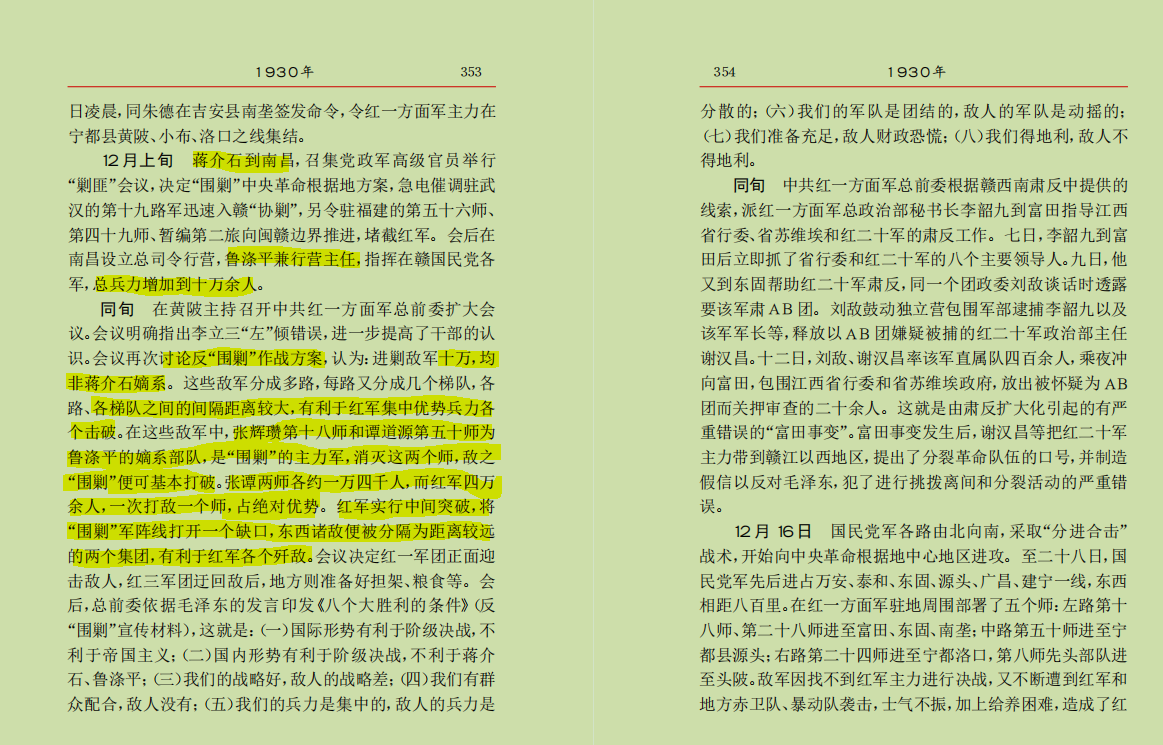 1930年 353
日凌晨,同朱德在吉安县南垄签发命令,令红一方面军主力在
宁都县黄陂、小布、洛口之线集结。
12月上旬 蒋介石到南昌,召集党政军高级官员举行
“剿匪”会议,决定“围剿”中央革命根据地方案,急电催调驻武
汉的第十九路军迅速入赣“协剿”,另令驻福建的第五十六师、
第四十九师、暂编第二旅向闽赣边界推进,堵截红军。会后在
南昌设立总司令行营,鲁涤平兼行营主任,指挥在赣国民党各
军,总兵力增加到十万余人。
同旬 在黄陂主持召开中共红一方面军总前委扩大会
议。会议明确指出李立三“左”倾错误,进一步提高了干部的认
识。会议再次讨论反“围剿”作战方案,认为:进剿敌军十万,均
非蒋介石嫡系。这些敌军分成多路,每路又分成几个梯队,各
路、各梯队之间的间隔距离较大,有利于红军集中优势兵力各
个击破。在这些敌军中,张辉瓒第十八师和谭道源第五十师为
鲁涤平的嫡系部队,是“围剿”的主力军,消灭这两个师,敌之
“围剿”便可基本打破。张谭两师各约一万四千人,而红军四万
余人,一次打敌一个师,占绝对优势。红军实行中间突破,将
“围剿”军阵线打开一个缺口,东西诸敌便被分隔为距离较远
的两个集团,有利于红军各个歼敌。会议决定红一军团正面迎
击敌人,红三军团迂回敌后,地方则准备好担架、粮食等。会
后,总前委依据毛泽东的发言印发《八个大胜利的条件》(反
“围剿”宣传材料),这就是:(一)国际形势有利于阶级决战,不
利于帝国主义;(二)国内形势有利于阶级决战,不利于蒋介
石、鲁涤平;(三)我们的战略好,敌人的战略差;(四)我们有群
众配合,敌人没有;(五)我们的兵力是集中的,敌人的兵力是
354 1930年
分散的;(六)我们的军队是团结的,敌人的军队是动摇的;
(七)我们准备充足,敌人财政恐慌;(八)我们得地利,敌人不
得地利。
同旬 中共红一方面军总前委根据赣西南肃反中提供的
线索,派红一方面军总政治部秘书长李韶九到富田指导江西
省行委、省苏维埃和红二十军的肃反工作。七日,李韶九到富
田后立即抓了省行委和红二十军的八个主要领导人。九日,他
又到东固帮助红二十军肃反,同一个团政委刘敌谈话时透露
要该军肃AB团。刘敌鼓动独立营包围军部逮捕李韶九以及
该军军长等,释放以AB团嫌疑被捕的红二十军政治部主任
谢汉昌。十二日,刘敌、谢汉昌率该军直属队四百余人,乘夜冲
向富田,包围江西省行委和省苏维埃政府,放出被怀疑为AB
团而关押审查的二十余人。这就是由肃反扩大化引起的有严
重错误的“富田事变”。富田事变发生后,谢汉昌等把红二十军
主力带到赣江以西地区,提出了分裂革命队伍的口号,并制造
假信以反对毛泽东,犯了进行挑拨离间和分裂活动的严重错
误。
12月16日 国民党军各路由北向南,采取“分进合击”
战术,开始向中央革命根据地中心地区进攻。至二十八日,国
民党军先后进占万安、泰和、东固、源头、广昌、建宁一线,东西
相距八百里。在红一方面军驻地周围部署了五个师:左路第十
八师、第二十八师进至富田、东固、南垄;中路第五十师进至宁
都县源头;右路第二十四师进至宁都洛口,第八师先头部队进
至头陂。敌军因找不到红军主力进行决战,又不断遭到红军和
地方赤卫队、暴动队袭击,士气不振,加上给养困难,造成了红